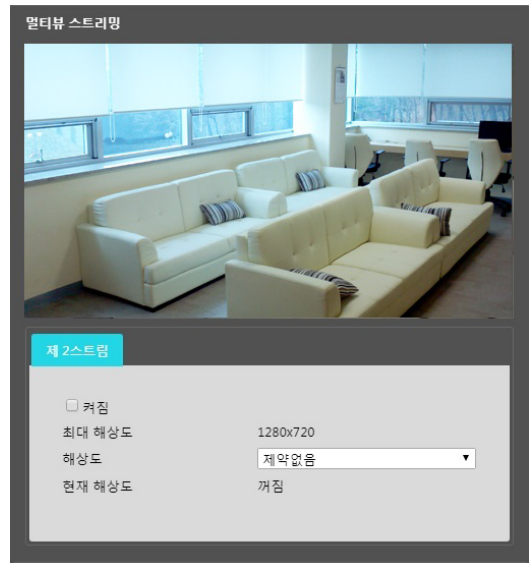 멀티뷰 스트리밍
제 2스트림
켜짐
최대 해상도 1280x720
해상도 제약없음
현재 해상도 꺼짐